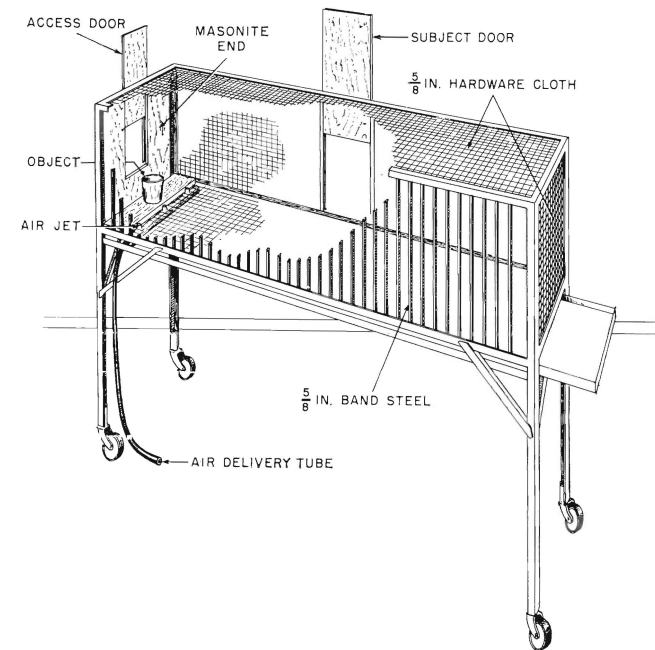 ACCESS DOOR
MASONITE
END
SUBJECT DOOR
5/8 IN. HARDWARE CLOTH
OBJECT
AIR JET
5/8 IN. BAND STEEL
AIR DELIVERY TUBE